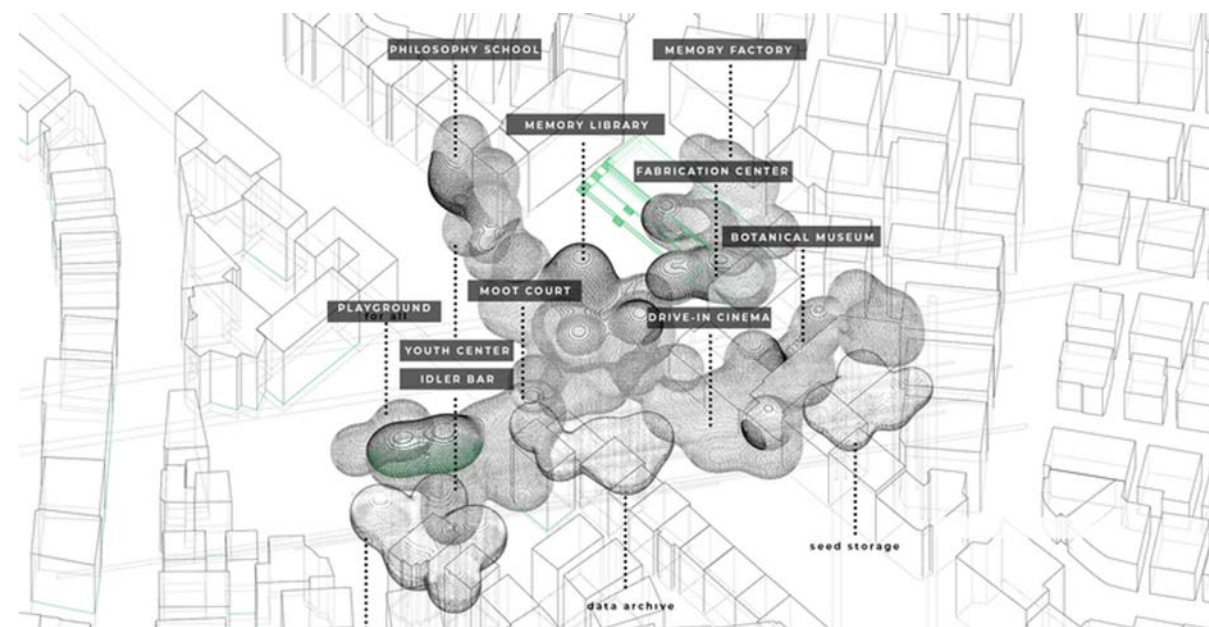 PHILOSOPHY SCHOOL
MEMORY FACTORY
MEMORY LIBRARY
FABRICATION CENTER
BOTANICAL MUSEUM
MOOT COURT
PLAYGROUND
for all
DRIVE-IN CINEMA
YOUTH CENTER
IDLER BAR
seed storage
data archive